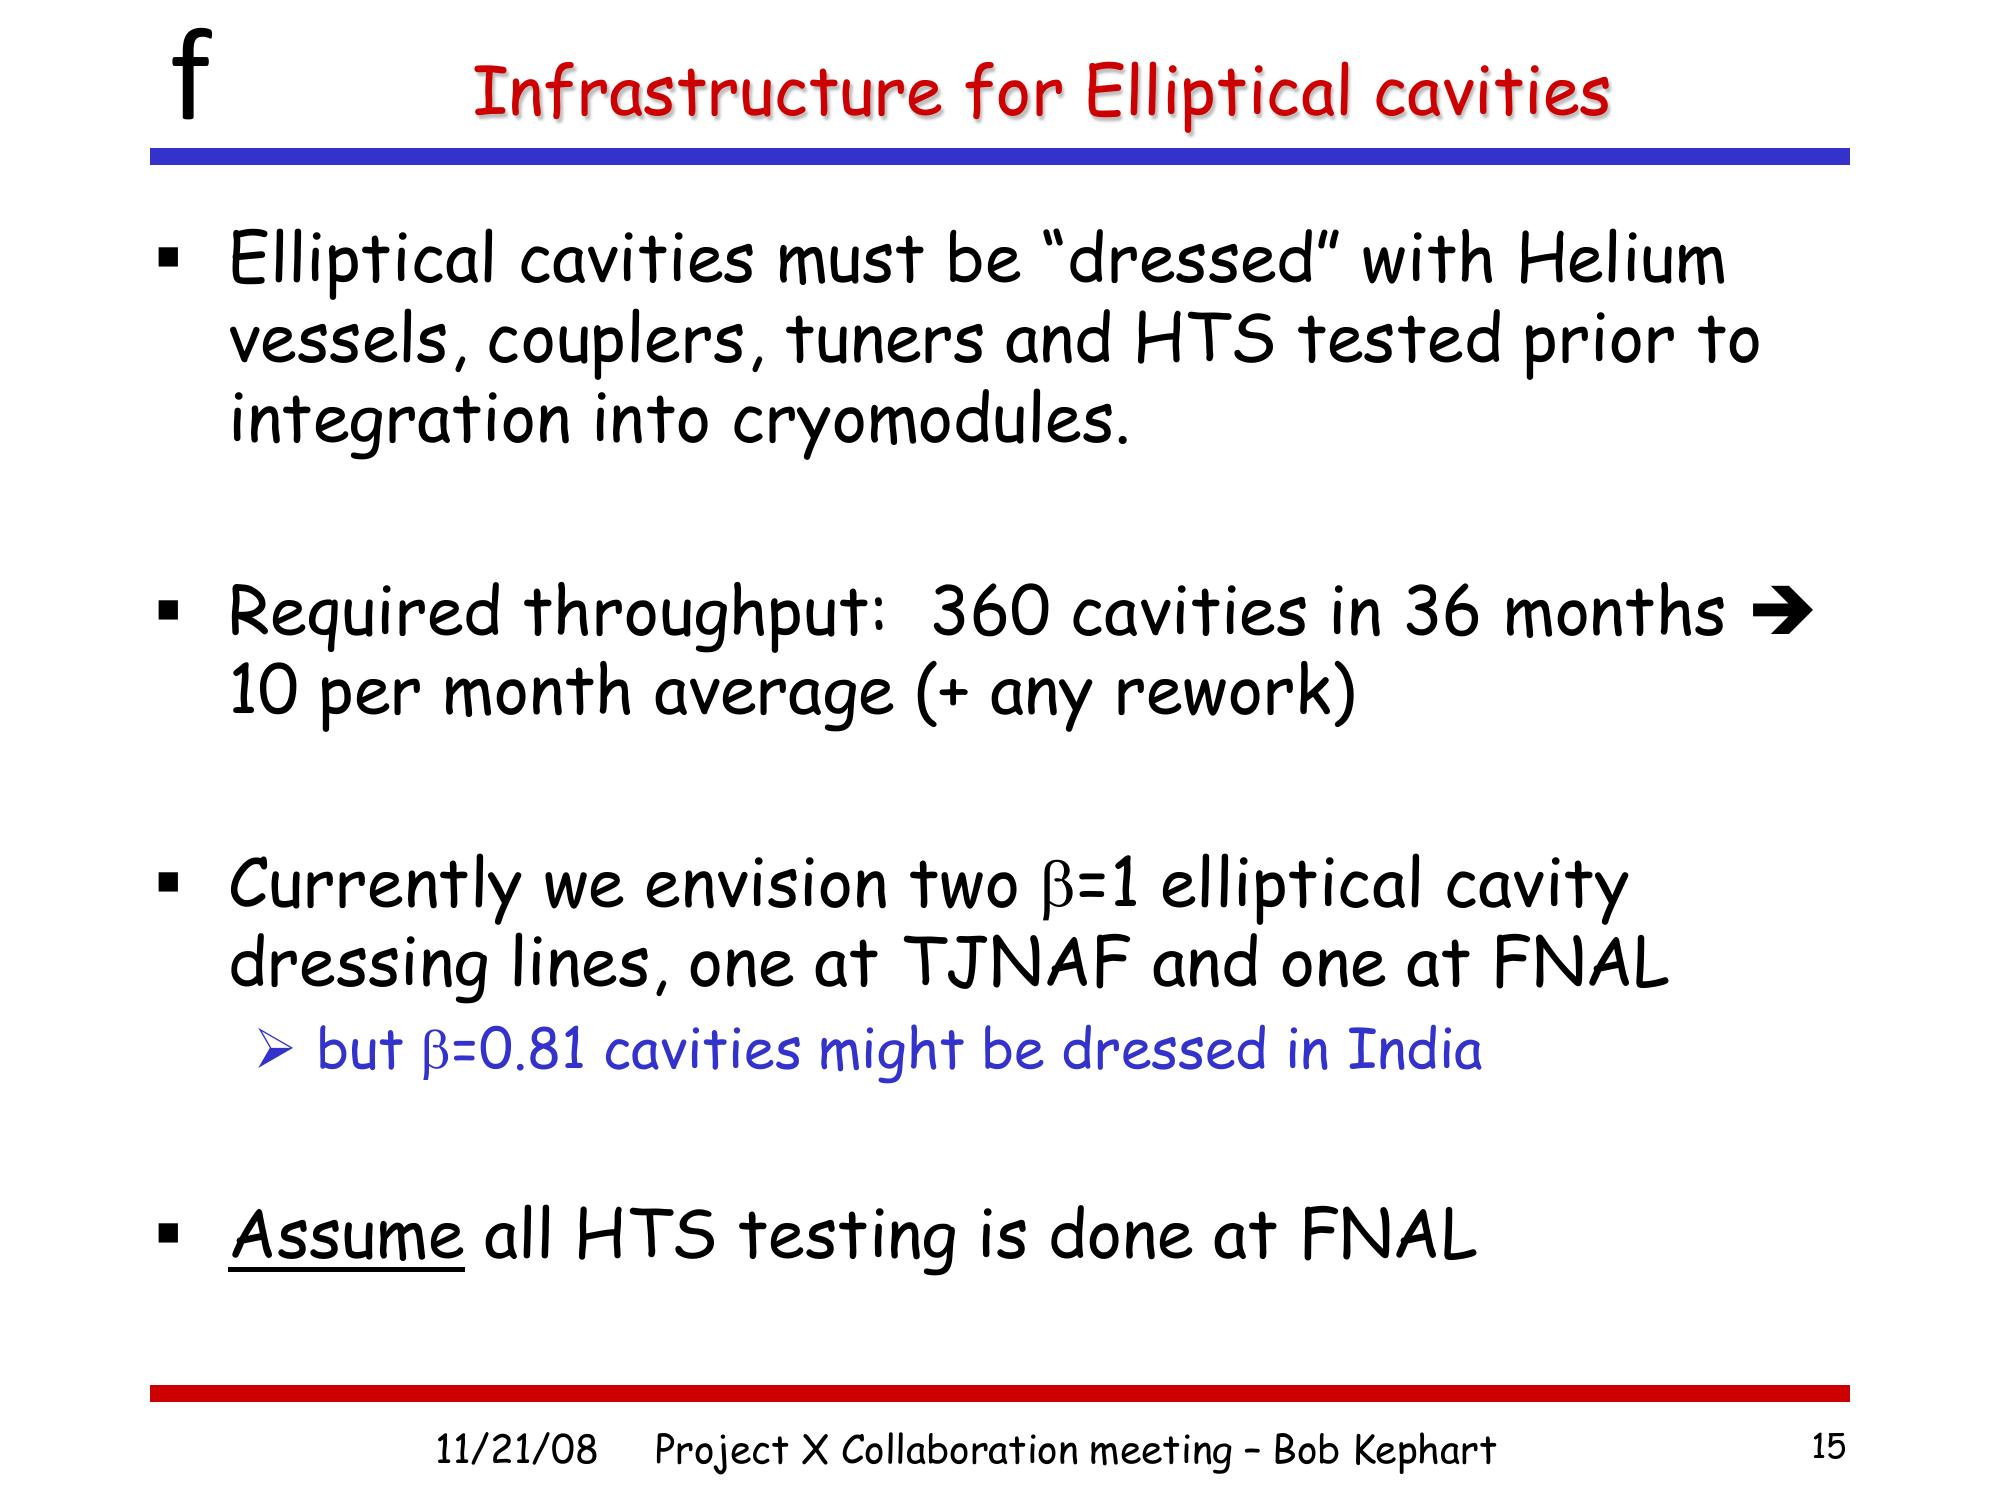 f
Infrastructure for Elliptical cavities
▪ Elliptical cavities must be “dressed” with Helium
vessels, couplers, tuners and HTS tested prior to
integration into cryomodules.
▪ Required throughput: 360 cavities in 36 months ➔
10 per month average (+ any rework)
▪ Currently we envision two β=1 elliptical cavity
dressing lines, one at TJNAF and one at FNAL
➢ but β=0.81 cavities might be dressed in India
▪ Assume all HTS testing is done at FNAL
11/21/08 Project X Collaboration meeting – Bob Kephart 15